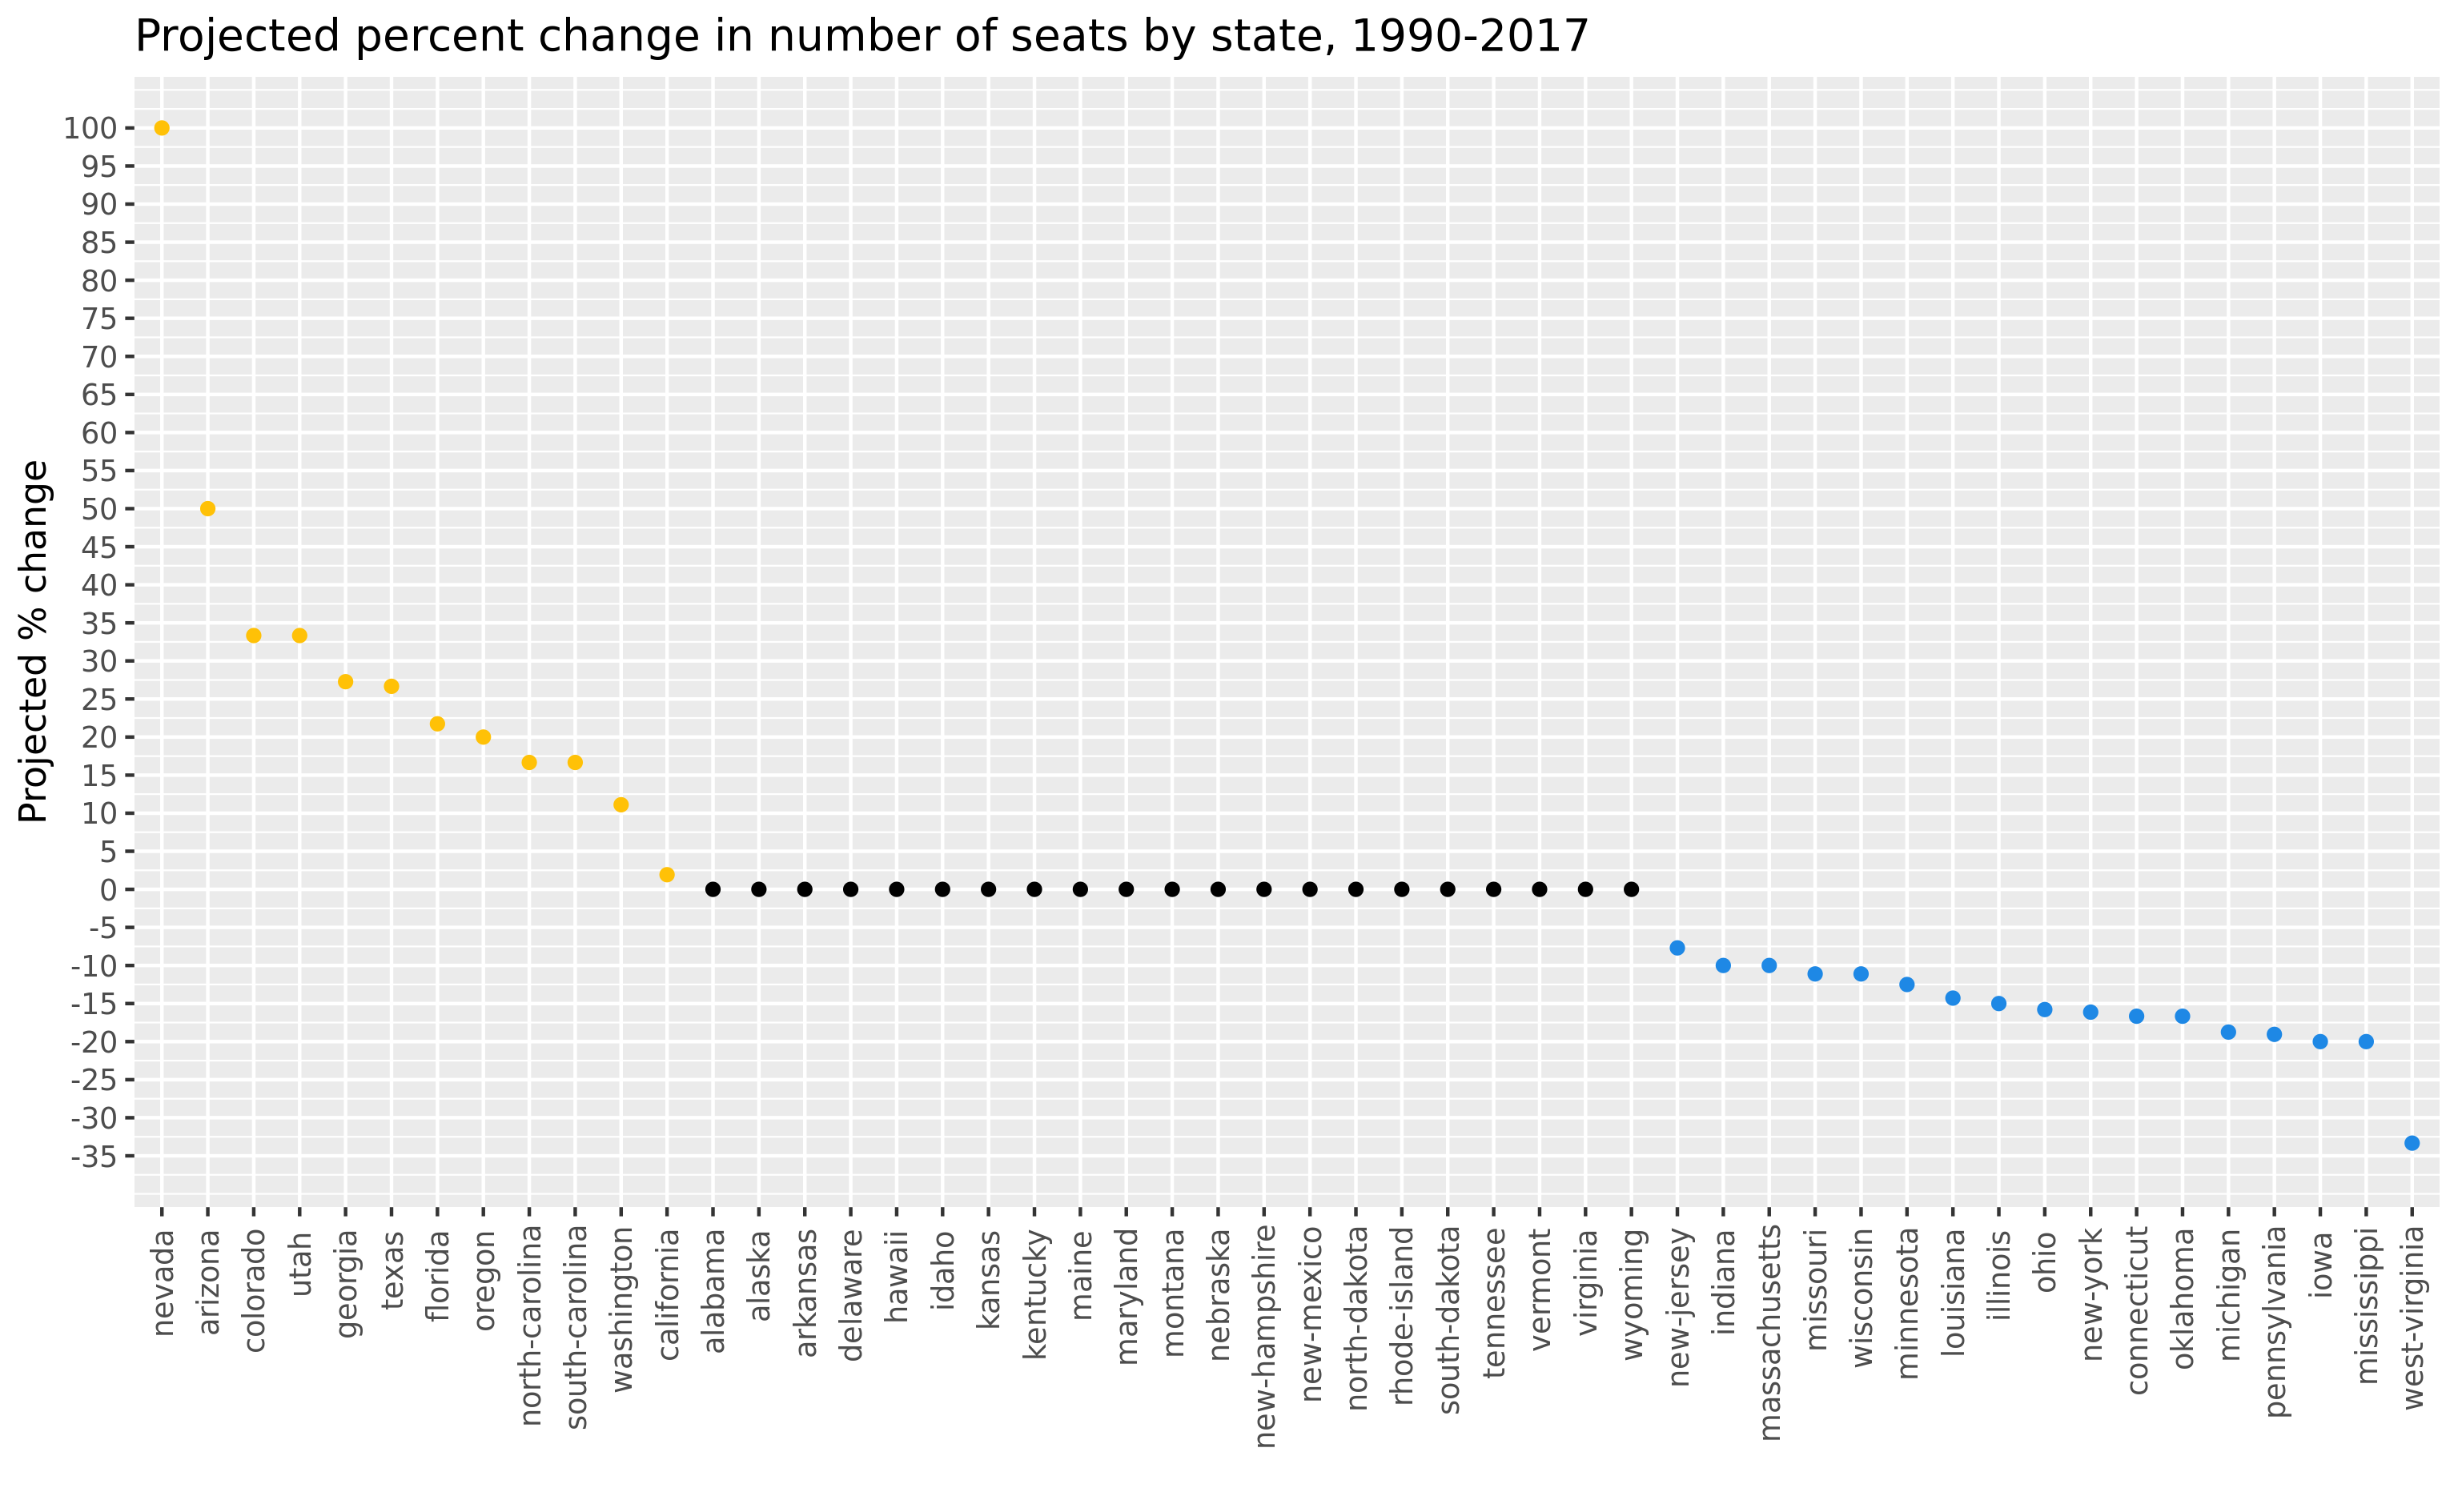 Projected percent change in number of seats by state, 1990-2017
Projected % change
100
95
90
85
80
75
70
65
60
55
50
45
40
35
30
25
20
15
10
5
0
-5
-10
-15
-20
-25
-30
-35
nevada
arizona
colorado
utah
georgia
texas
florida
oregon
north-carolina
south-carolina
washington
california
alabama
alaska
arkansas
delaware
hawaii
idaho
kansas
kentucky
maine
maryland
montana
nebraska
new-hampshire
new-mexico
north-dakota
rhode-island
south-dakota
tennessee
vermont
virginia
wyoming
new-jersey
indiana
massachusetts
missouri
wisconsin
minnesota
louisiana
illinois
ohio
new-york
connecticut
oklahoma
michigan
pennsylvania
iowa
mississippi
west-virginia